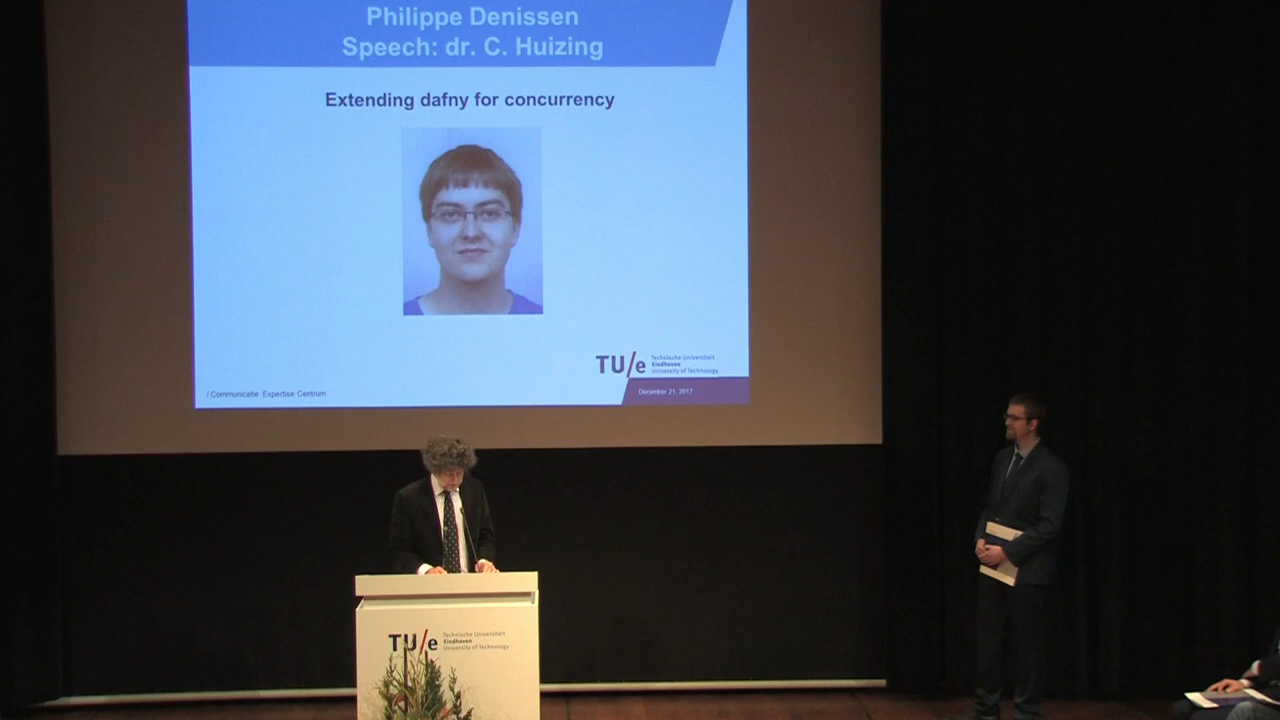 Philippe Denissen
Speech: dr. C. Huizing
Extending dafny for concurrency
TU/e Technische Universiteit
Eindhoven
University of Technology
/ Communicatie Expertise Centrum
December 21, 2017
TU/e Technische Universiteit
Eindhoven
University of Technology